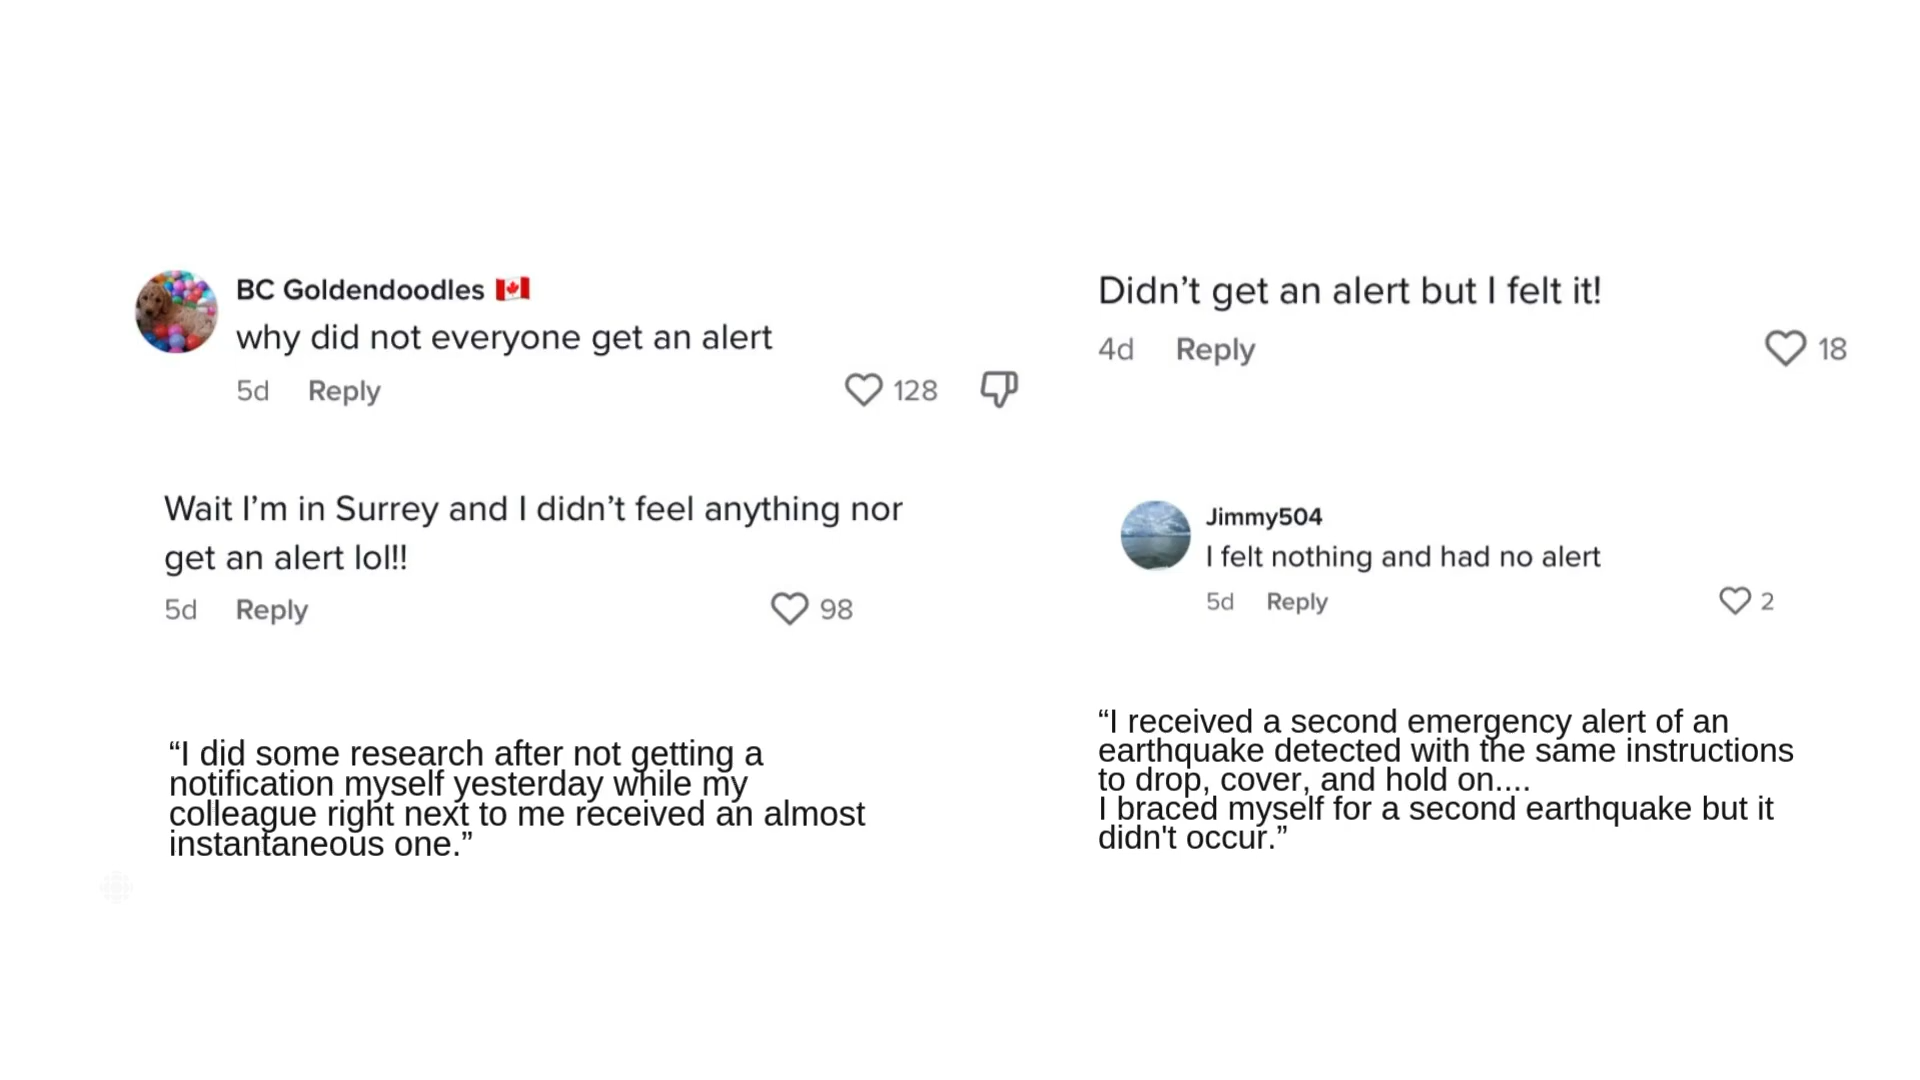 BC Goldendoodles 🇨🇦
why did not everyone get an alert
5d Reply 128
Didn’t get an alert but I felt it!
4d Reply 18
Wait I’m in Surrey and I didn’t feel anything nor
get an alert lol!!
5d Reply 98
Jimmy504
I felt nothing and had no alert
5d Reply 2
“I did some research after not getting a
notification myself yesterday while my
colleague right next to me received an almost
instantaneous one.”
“I received a second emergency alert of an
earthquake detected with the same instructions
to drop, cover, and hold on....
I braced myself for a second earthquake but it
didn't occur.”